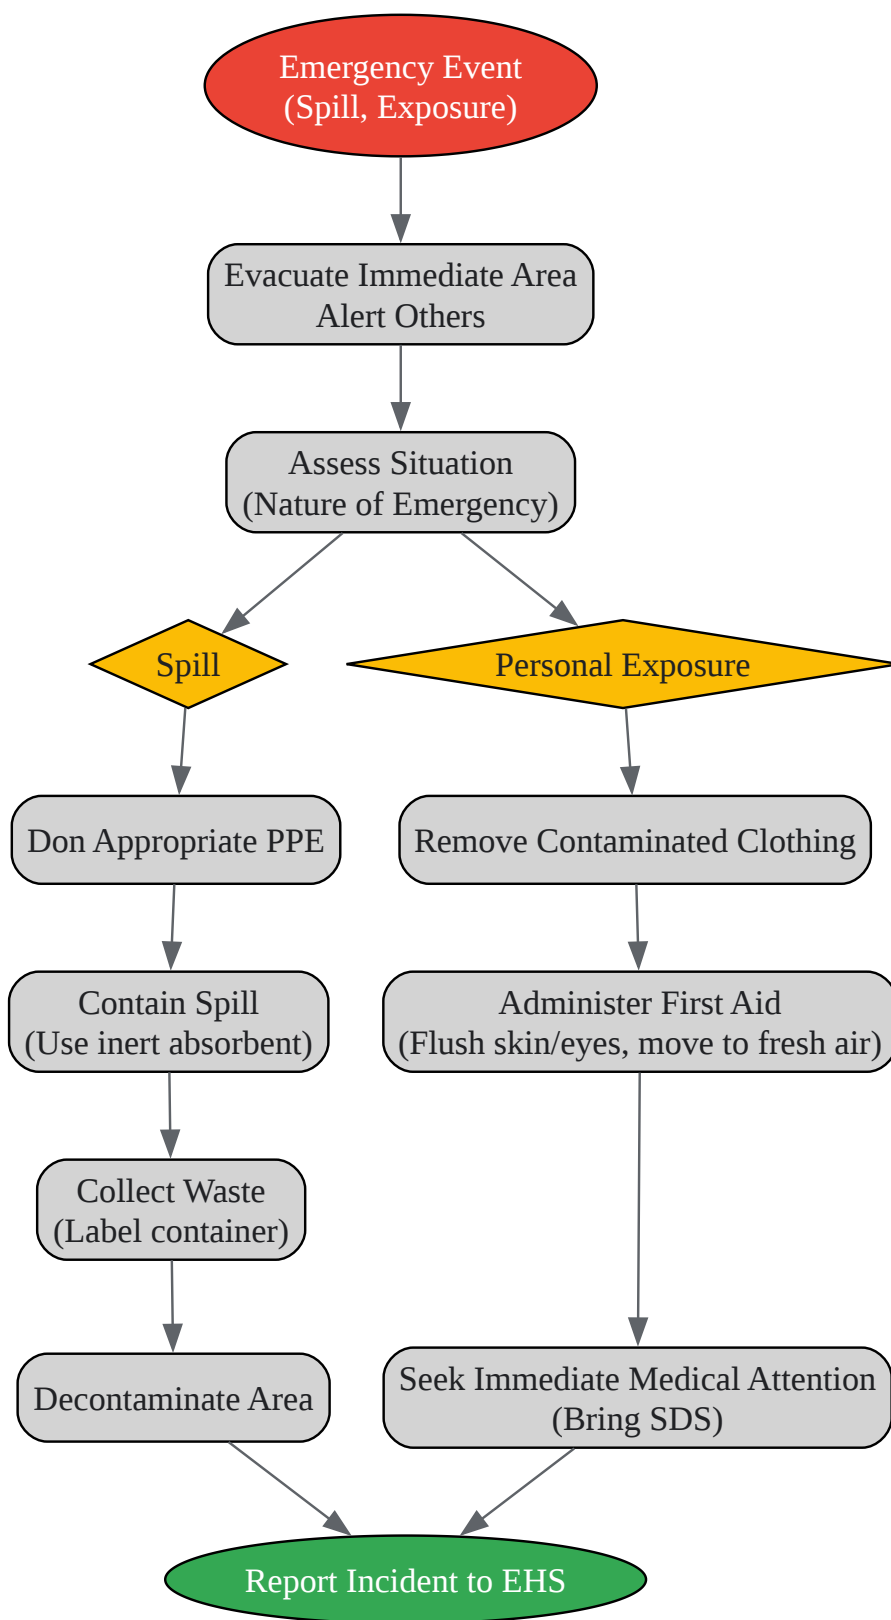 Emergency Event
(Spill, Exposure)
Evacuate Immediate Area
Alert Others
Assess Situation
(Nature of Emergency)
Spill
Personal Exposure
Don Appropriate PPE
Remove Contaminated Clothing
Contain Spill
(Use inert absorbent)
Administer First Aid
(Flush skin/eyes, move to fresh air)
Collect Waste
(Label container)
Decontaminate Area
Seek Immediate Medical Attention
(Bring SDS)
Report Incident to EHS